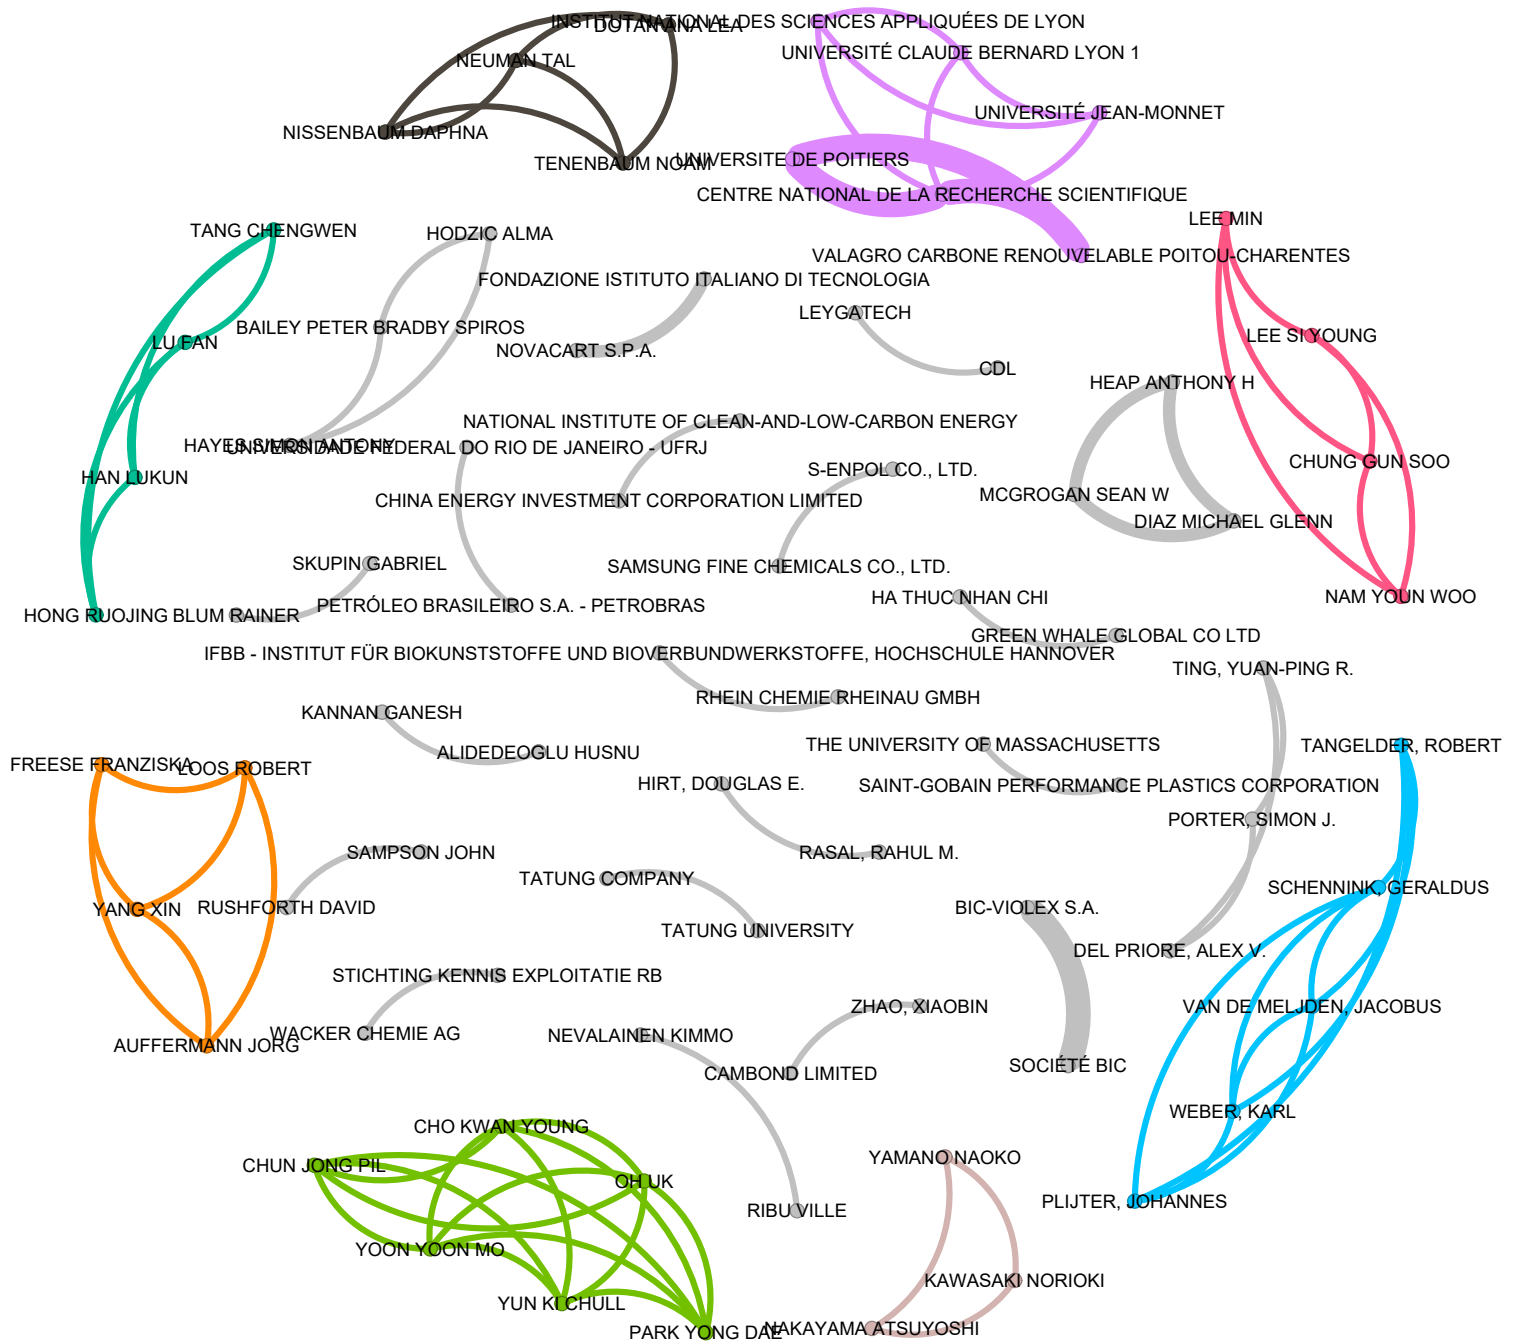 INSTITUT NATIONAL DES SCIENCES APPLIQUÉES DE LYON
DOTAN ANA LEA
UNIVERSITÉ CLAUDE BERNARD LYON 1
NEUMAN TAL
UNIVERSITÉ JEAN-MONNET
NISSENBAUM DAPHNA
TENENBAUM NOAM
UNIVERSITE DE POITIERS
CENTRE NATIONAL DE LA RECHERCHE SCIENTIFIQUE
LEE MIN
TANG CHENGWEN
HODZIC ALMA
VALAGRO CARBONE RENOUVELABLE POITOU-CHARENTES
FONDAZIONE ISTITUTO ITALIANO DI TECNOLOGIA
LEYGATECH
BAILEY PETER BRADBY SPIROS
LEE SI YOUNG
LU FAN
NOVACART S.P.A.
CDL
HEAP ANTHONY H
NATIONAL INSTITUTE OF CLEAN-AND-LOW-CARBON ENERGY
HAYES SIMON ANTONY
UNIVERSIDADE FEDERAL DO RIO DE JANEIRO - UFRJ
CHUNG GUN SOO
S-ENPOL CO., LTD.
HAN LUKUN
MCGROGAN SEAN W
CHINA ENERGY INVESTMENT CORPORATION LIMITED
DIAZ MICHAEL GLENN
SKUPIN GABRIEL
SAMSUNG FINE CHEMICALS CO., LTD.
HA THUC NHAN CHI
NAM YOUN WOO
PETRÓLEO BRASILEIRO S.A. - PETROBRAS
HONG RUOJING
BLUM RAINER
GREEN WHALE GLOBAL CO LTD
IFBB - INSTITUT FÜR BIOKUNSTSTOFFE UND BIOVERBUNDWERKSTOFFE, HOCHSCHULE HANNOVER
TING, YUAN-PING R.
RHEIN CHEMIE RHEINAU GMBH
KANNAN GANESH
THE UNIVERSITY OF MASSACHUSETTS
TANGELDER, ROBERT
ALIDEDEOGLU HUSNU
FREESE FRANZISKA
LOOS ROBERT
HIRT, DOUGLAS E.
SAINT-GOBAIN PERFORMANCE PLASTICS CORPORATION
PORTER, SIMON J.
SAMPSON JOHN
RASAL, RAHUL M.
TATUNG COMPANY
SCHENNINK, GERALDUS
YANG XIN
RUSHFORTH DAVID
BIC-VIOLEX S.A.
TATUNG UNIVERSITY
DEL PRIORE, ALEX V.
STICHTING KENNIS EXPLOITATIE RB
ZHAO, XIAOBIN
VAN DE MELJDEN, JACOBUS
WACKER CHEMIE AG
NEVALAINEN KIMMO
AUFFERMANN JORG
SOCIÉTÉ BIC
CAMBOND LIMITED
WEBER, KARL
CHO KWAN YOUNG
YAMANO NAOKO
CHUN JONG PIL
OH UK
PLIJTER, JOHANNES
RIBU VILLE
YOON YOON MO
KAWASAKI NORIOKI
YUN KI CHULL
PARK YONG DAE
NAKAYAMA ATSUYOSHI